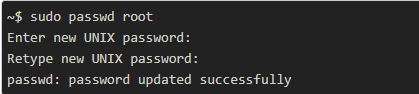 ~$ sudo passwd root
Enter new UNIX password:
Retype new UNIX password:
passwd: password updated successfully